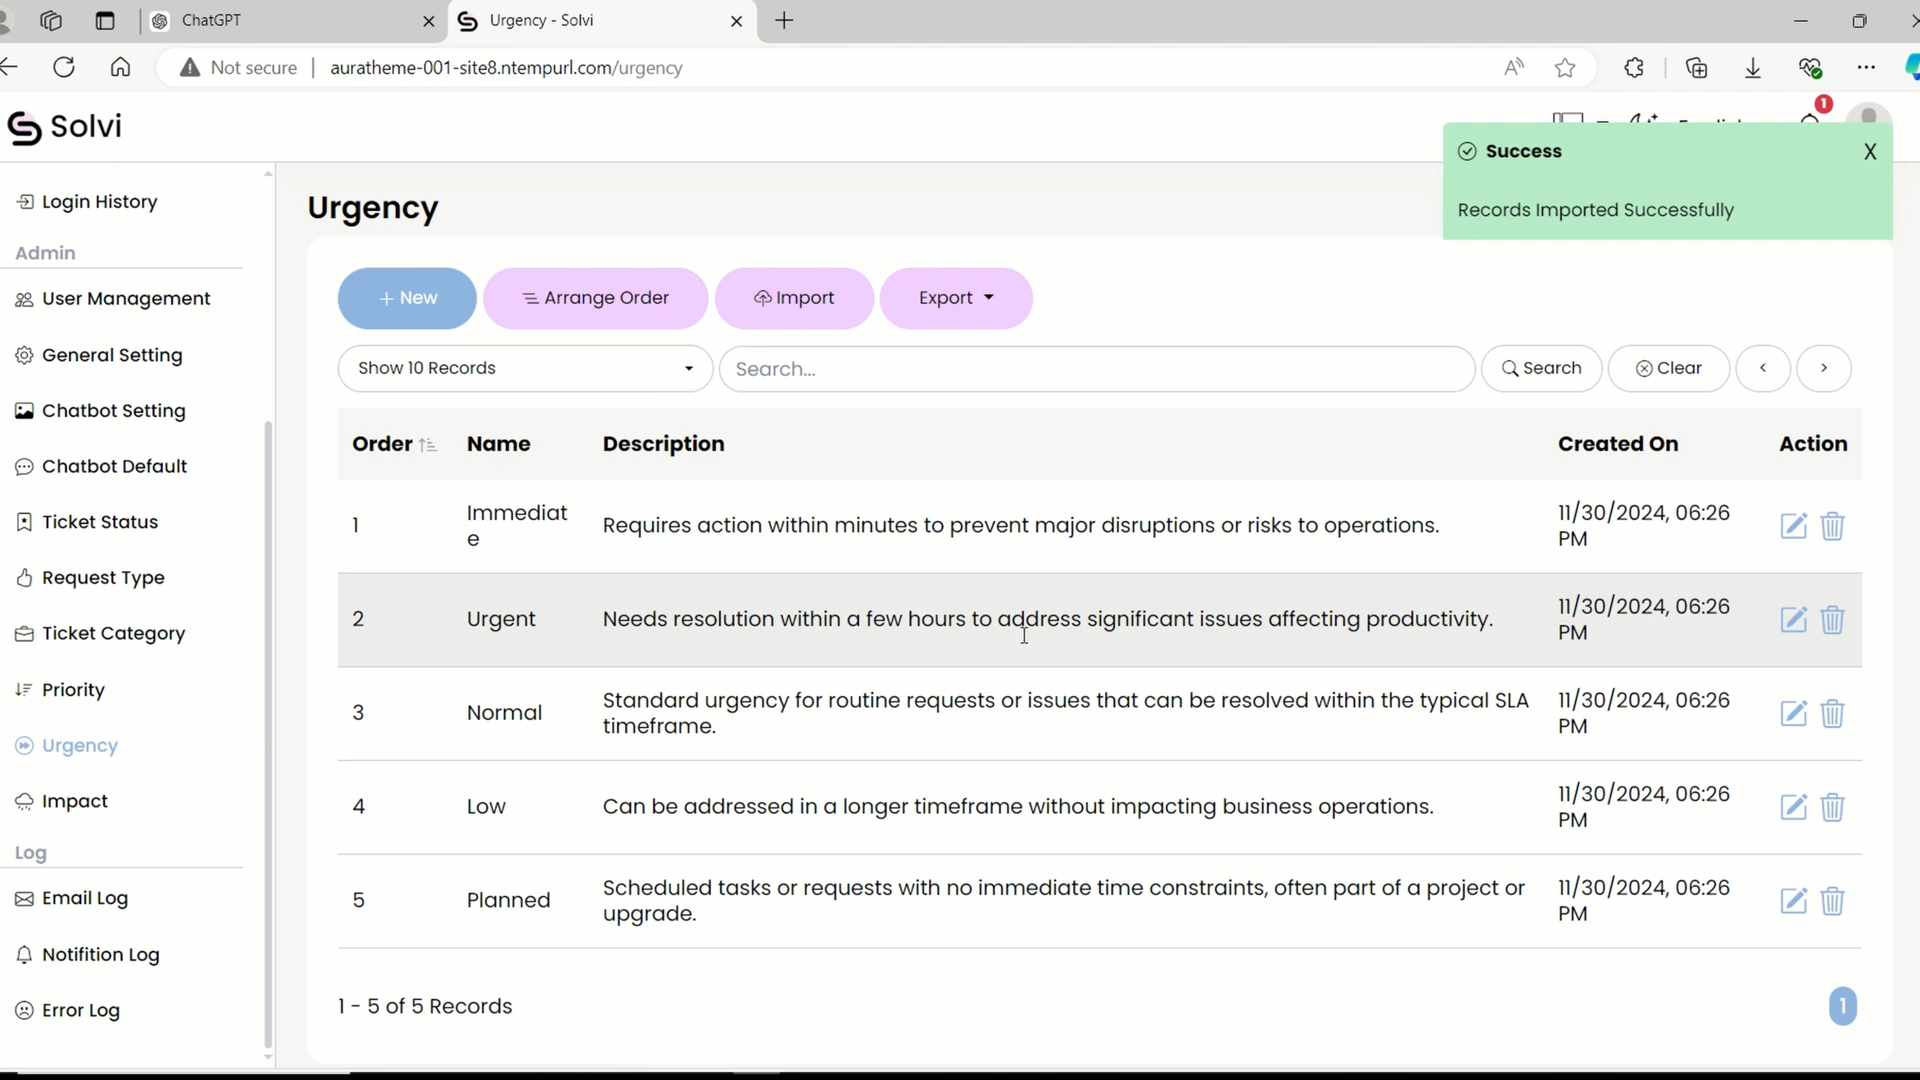 ChatGPT
Urgency - Solvi
Not secure
auratheme-001-site8.ntempurl.com/urgency
Solvi
1
Success
X
Records Imported Successfully
Login History
Admin
User Management
General Setting
Chatbot Setting
Chatbot Default
Ticket Status
Request Type
Ticket Category
Priority
Urgency
Impact
Log
Email Log
Notifition Log
Error Log
Urgency
+ New
Arrange Order
Import
Export
Show 10 Records
Search...
Search
Clear
<
>
Order Name Description Created On Action
1 Immediat Requires action within minutes to prevent major disruptions or risks to operations. 11/30/2024, 06:26
e PM
2 Urgent Needs resolution within a few hours to address significant issues affecting productivity. 11/30/2024, 06:26
PM
3 Normal Standard urgency for routine requests or issues that can be resolved within the typical SLA 11/30/2024, 06:26
timeframe. PM
4 Low Can be addressed in a longer timeframe without impacting business operations. 11/30/2024, 06:26
PM
5 Planned Scheduled tasks or requests with no immediate time constraints, often part of a project or 11/30/2024, 06:26
upgrade. PM
1 - 5 of 5 Records
1